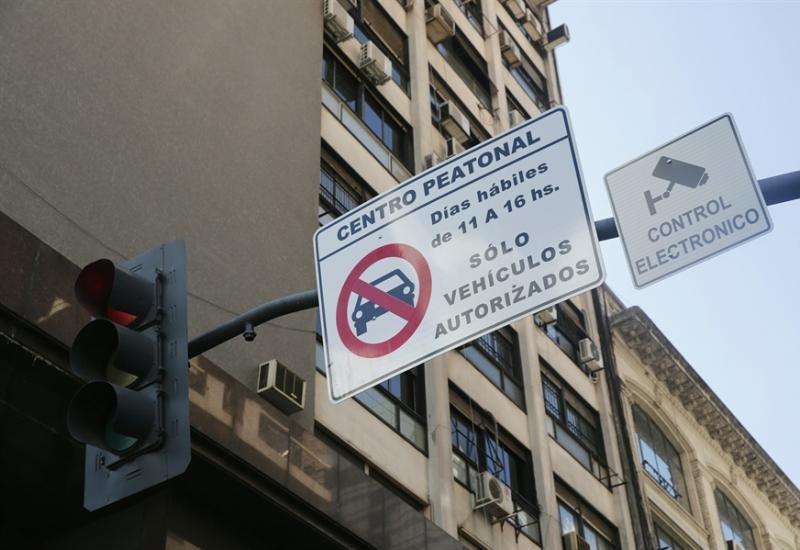 CENTRO PEATONAL
Días hábiles
de 11 A 16 hs.
SÓLO
VEHÍCULOS
AUTORIZADOS
CONTROL
ELECTRONICO